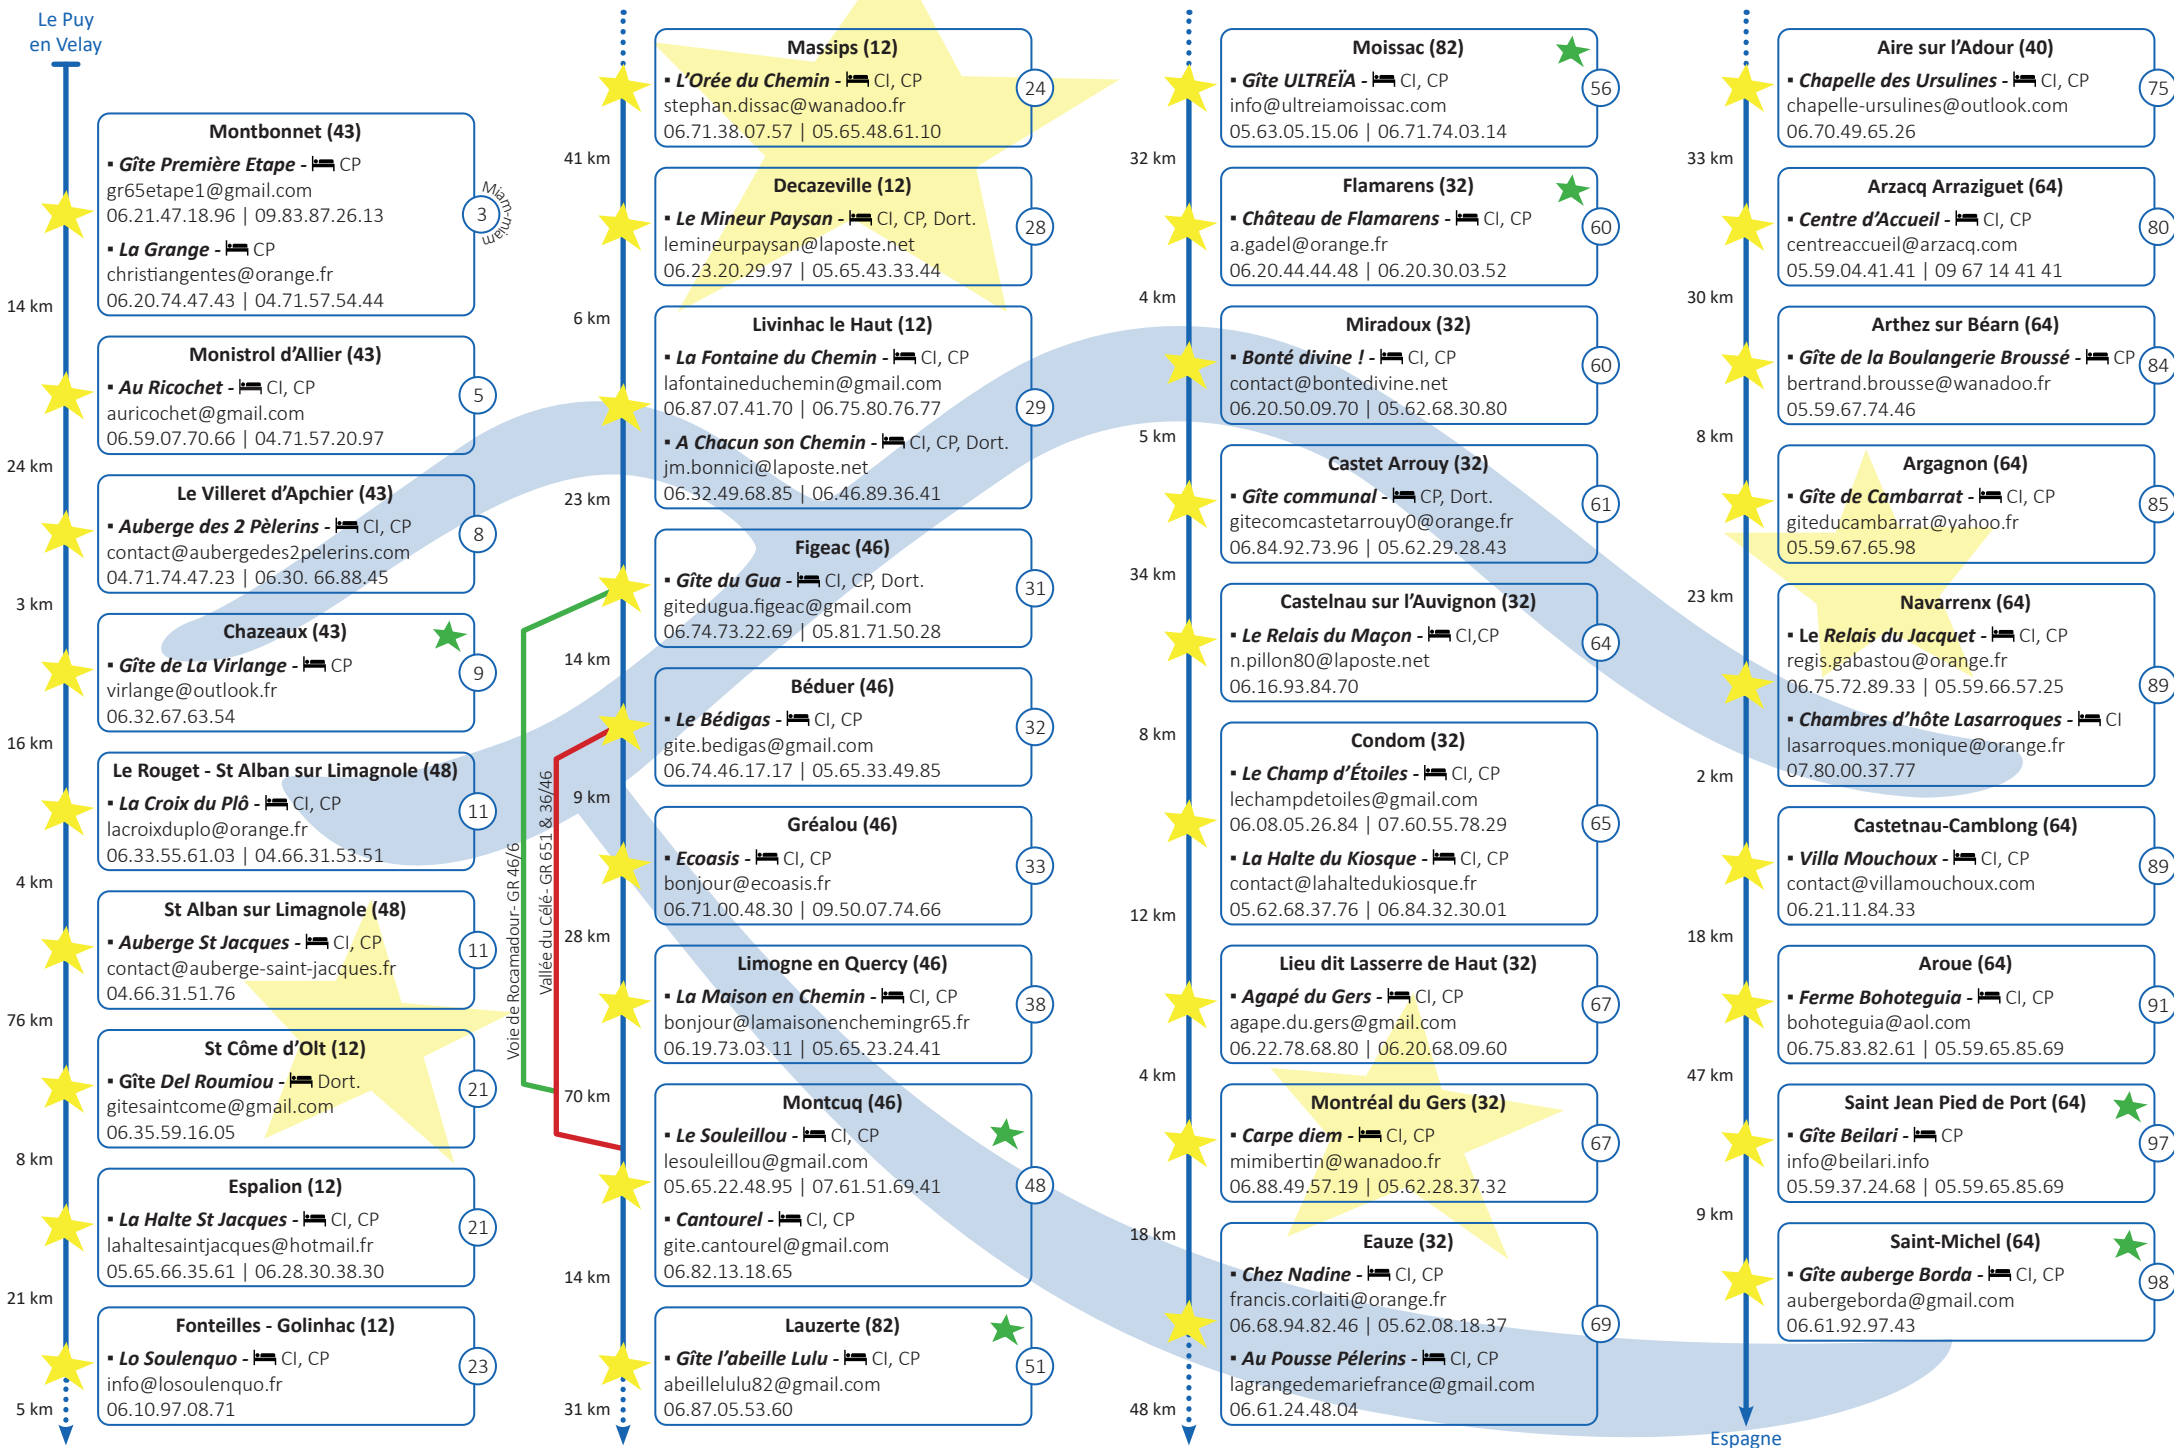 Le Puy
en Velay
Montbonnet (43)
▪ Gîte Première Etape - CP
gr65etape1@gmail.com
06.21.47.18.96 | 09.83.87.26.13
▪ La Grange - CP
christiangentes@orange.fr
06.20.74.47.43 | 04.71.57.54.44
3
Miam-miam
14 km
Monistrol d'Allier (43)
▪ Au Ricochet - CI, CP
auricochet@gmail.com
06.59.07.70.66 | 04.71.57.20.97
5
24 km
Le Villeret d'Apchier (43)
▪ Auberge des 2 Pèlerins - CI, CP
contact@aubergedes2pelerins.com
04.71.74.47.23 | 06.30. 66.88.45
8
3 km
Chazeaux (43)
▪ Gîte de La Virlange - CP
virlange@outlook.fr
06.32.67.63.54
9
16 km
Le Rouget - St Alban sur Limagnole (48)
▪ La Croix du Plô - CI, CP
lacroixduplo@orange.fr
06.33.55.61.03 | 04.66.31.53.51
11
4 km
St Alban sur Limagnole (48)
▪ Auberge St Jacques - CI, CP
contact@auberge-saint-jacques.fr
04.66.31.51.76
11
76 km
St Côme d'Olt (12)
▪ Gîte Del Roumiou - Dort.
gitesaintcome@gmail.com
06.35.59.16.05
21
8 km
Espalion (12)
▪ La Halte St Jacques - CI, CP
lahaltesaintjacques@hotmail.fr
05.65.66.35.61 | 06.28.30.38.30
21
21 km
Fonteilles - Golinhac (12)
▪ Lo Soulenquo - CI, CP
info@losoulenquo.fr
06.10.97.08.71
23
5 km
Massips (12)
▪ L'Orée du Chemin - CI, CP
stephan.dissac@wanadoo.fr
06.71.38.07.57 | 05.65.48.61.10
24
41 km
Decazeville (12)
▪ Le Mineur Paysan - CI, CP, Dort.
lemineurpaysan@laposte.net
06.23.20.29.97 | 05.65.43.33.44
28
6 km
Livinhac le Haut (12)
▪ La Fontaine du Chemin - CI, CP
lafontaineduchemin@gmail.com
06.87.07.41.70 | 06.75.80.76.77
▪ A Chacun son Chemin - CI, CP, Dort.
jm.bonnici@laposte.net
06.32.49.68.85 | 06.46.89.36.41
29
23 km
Figeac (46)
▪ Gîte du Gua - CI, CP, Dort.
gitedugua.figeac@gmail.com
06.74.73.22.69 | 05.81.71.50.28
31
14 km
Béduer (46)
▪ Le Bédigas - CI, CP
gite.bedigas@gmail.com
06.74.46.17.17 | 05.65.33.49.85
32
9 km
Voie de Rocamadour- GR 46/6
Vallée du Célé- GR 651 & 36/46
Gréalou (46)
▪ Ecoasis - CI, CP
bonjour@ecoasis.fr
06.71.00.48.30 | 09.50.07.74.66
33
28 km
Limogne en Quercy (46)
▪ La Maison en Chemin - CI, CP
bonjour@lamaisonenchemingr65.fr
06.19.73.03.11 | 05.65.23.24.41
38
70 km
Montcuq (46)
▪ Le Souleillou - CI, CP
lesouleillou@gmail.com
05.65.22.48.95 | 07.61.51.69.41
▪ Cantourel - CI, CP
gite.cantourel@gmail.com
06.82.13.18.65
48
14 km
Lauzerte (82)
▪ Gîte l'abeille Lulu - CI, CP
abeillelulu82@gmail.com
06.87.05.53.60
51
31 km
Moissac (82)
▪ Gîte ULTREÏA - CI, CP
info@ultreiamoissac.com
05.63.05.15.06 | 06.71.74.03.14
56
32 km
Flamarens (32)
▪ Château de Flamarens - CI, CP
a.gadel@orange.fr
06.20.44.44.48 | 06.20.30.03.52
60
4 km
Miradoux (32)
▪ Bonté divine ! - CI, CP
contact@bontedivine.net
06.20.50.09.70 | 05.62.68.30.80
60
5 km
Castet Arrouy (32)
▪ Gîte communal - CP, Dort.
gitecomcastetarrouy0@orange.fr
06.84.92.73.96 | 05.62.29.28.43
61
34 km
Castelnau sur l'Auvignon (32)
▪ Le Relais du Maçon - CI,CP
n.pillon80@laposte.net
06.16.93.84.70
64
8 km
Condom (32)
▪ Le Champ d'Étoiles - CI, CP
lechampdetoiles@gmail.com
06.08.05.26.84 | 07.60.55.78.29
▪ La Halte du Kiosque - CI, CP
contact@lahaltedukiosque.fr
05.62.68.37.76 | 06.84.32.30.01
65
12 km
Lieu dit Lasserre de Haut (32)
▪ Agapé du Gers - CI, CP
agape.du.gers@gmail.com
06.22.78.68.80 | 06.20.68.09.60
67
4 km
Montréal du Gers (32)
▪ Carpe diem - CI, CP
mimibertin@wanadoo.fr
06.88.49.57.19 | 05.62.28.37.32
67
18 km
Eauze (32)
▪ Chez Nadine - CI, CP
francis.corlaiti@orange.fr
06.68.94.82.46 | 05.62.08.18.37
▪ Au Pousse Pélerins - CI, CP
lagrangedemariefrance@gmail.com
06.61.24.48.04
69
48 km
Aire sur l'Adour (40)
▪ Chapelle des Ursulines - CI, CP
chapelle-ursulines@outlook.com
06.70.49.65.26
75
33 km
Arzacq Arraziguet (64)
▪ Centre d'Accueil - CI, CP
centreaccueil@arzacq.com
05.59.04.41.41 | 09 67 14 41 41
80
30 km
Arthez sur Béarn (64)
▪ Gîte de la Boulangerie Broussé - CP
bertrand.brousse@wanadoo.fr
05.59.67.74.46
84
8 km
Argagnon (64)
▪ Gîte de Cambarrat - CI, CP
giteducambarrat@yahoo.fr
05.59.67.65.98
85
23 km
Navarrenx (64)
▪ Le Relais du Jacquet - CI, CP
regis.gabastou@orange.fr
06.75.72.89.33 | 05.59.66.57.25
▪ Chambres d'hôte Lasarroques - CI
lasarroques.monique@orange.fr
07.80.00.37.77
89
2 km
Castetnau-Camblong (64)
▪ Villa Mouchoux - CI, CP
contact@villamouchoux.com
06.21.11.84.33
89
18 km
Aroue (64)
▪ Ferme Bohoteguia - CI, CP
bohoteguia@aol.com
06.75.83.82.61 | 05.59.65.85.69
91
47 km
Saint Jean Pied de Port (64)
▪ Gîte Beilari - CP
info@beilari.info
05.59.37.24.68 | 05.59.65.85.69
97
9 km
Saint-Michel (64)
▪ Gîte auberge Borda - CI, CP
aubergeborda@gmail.com
06.61.92.97.43
98
Espagne